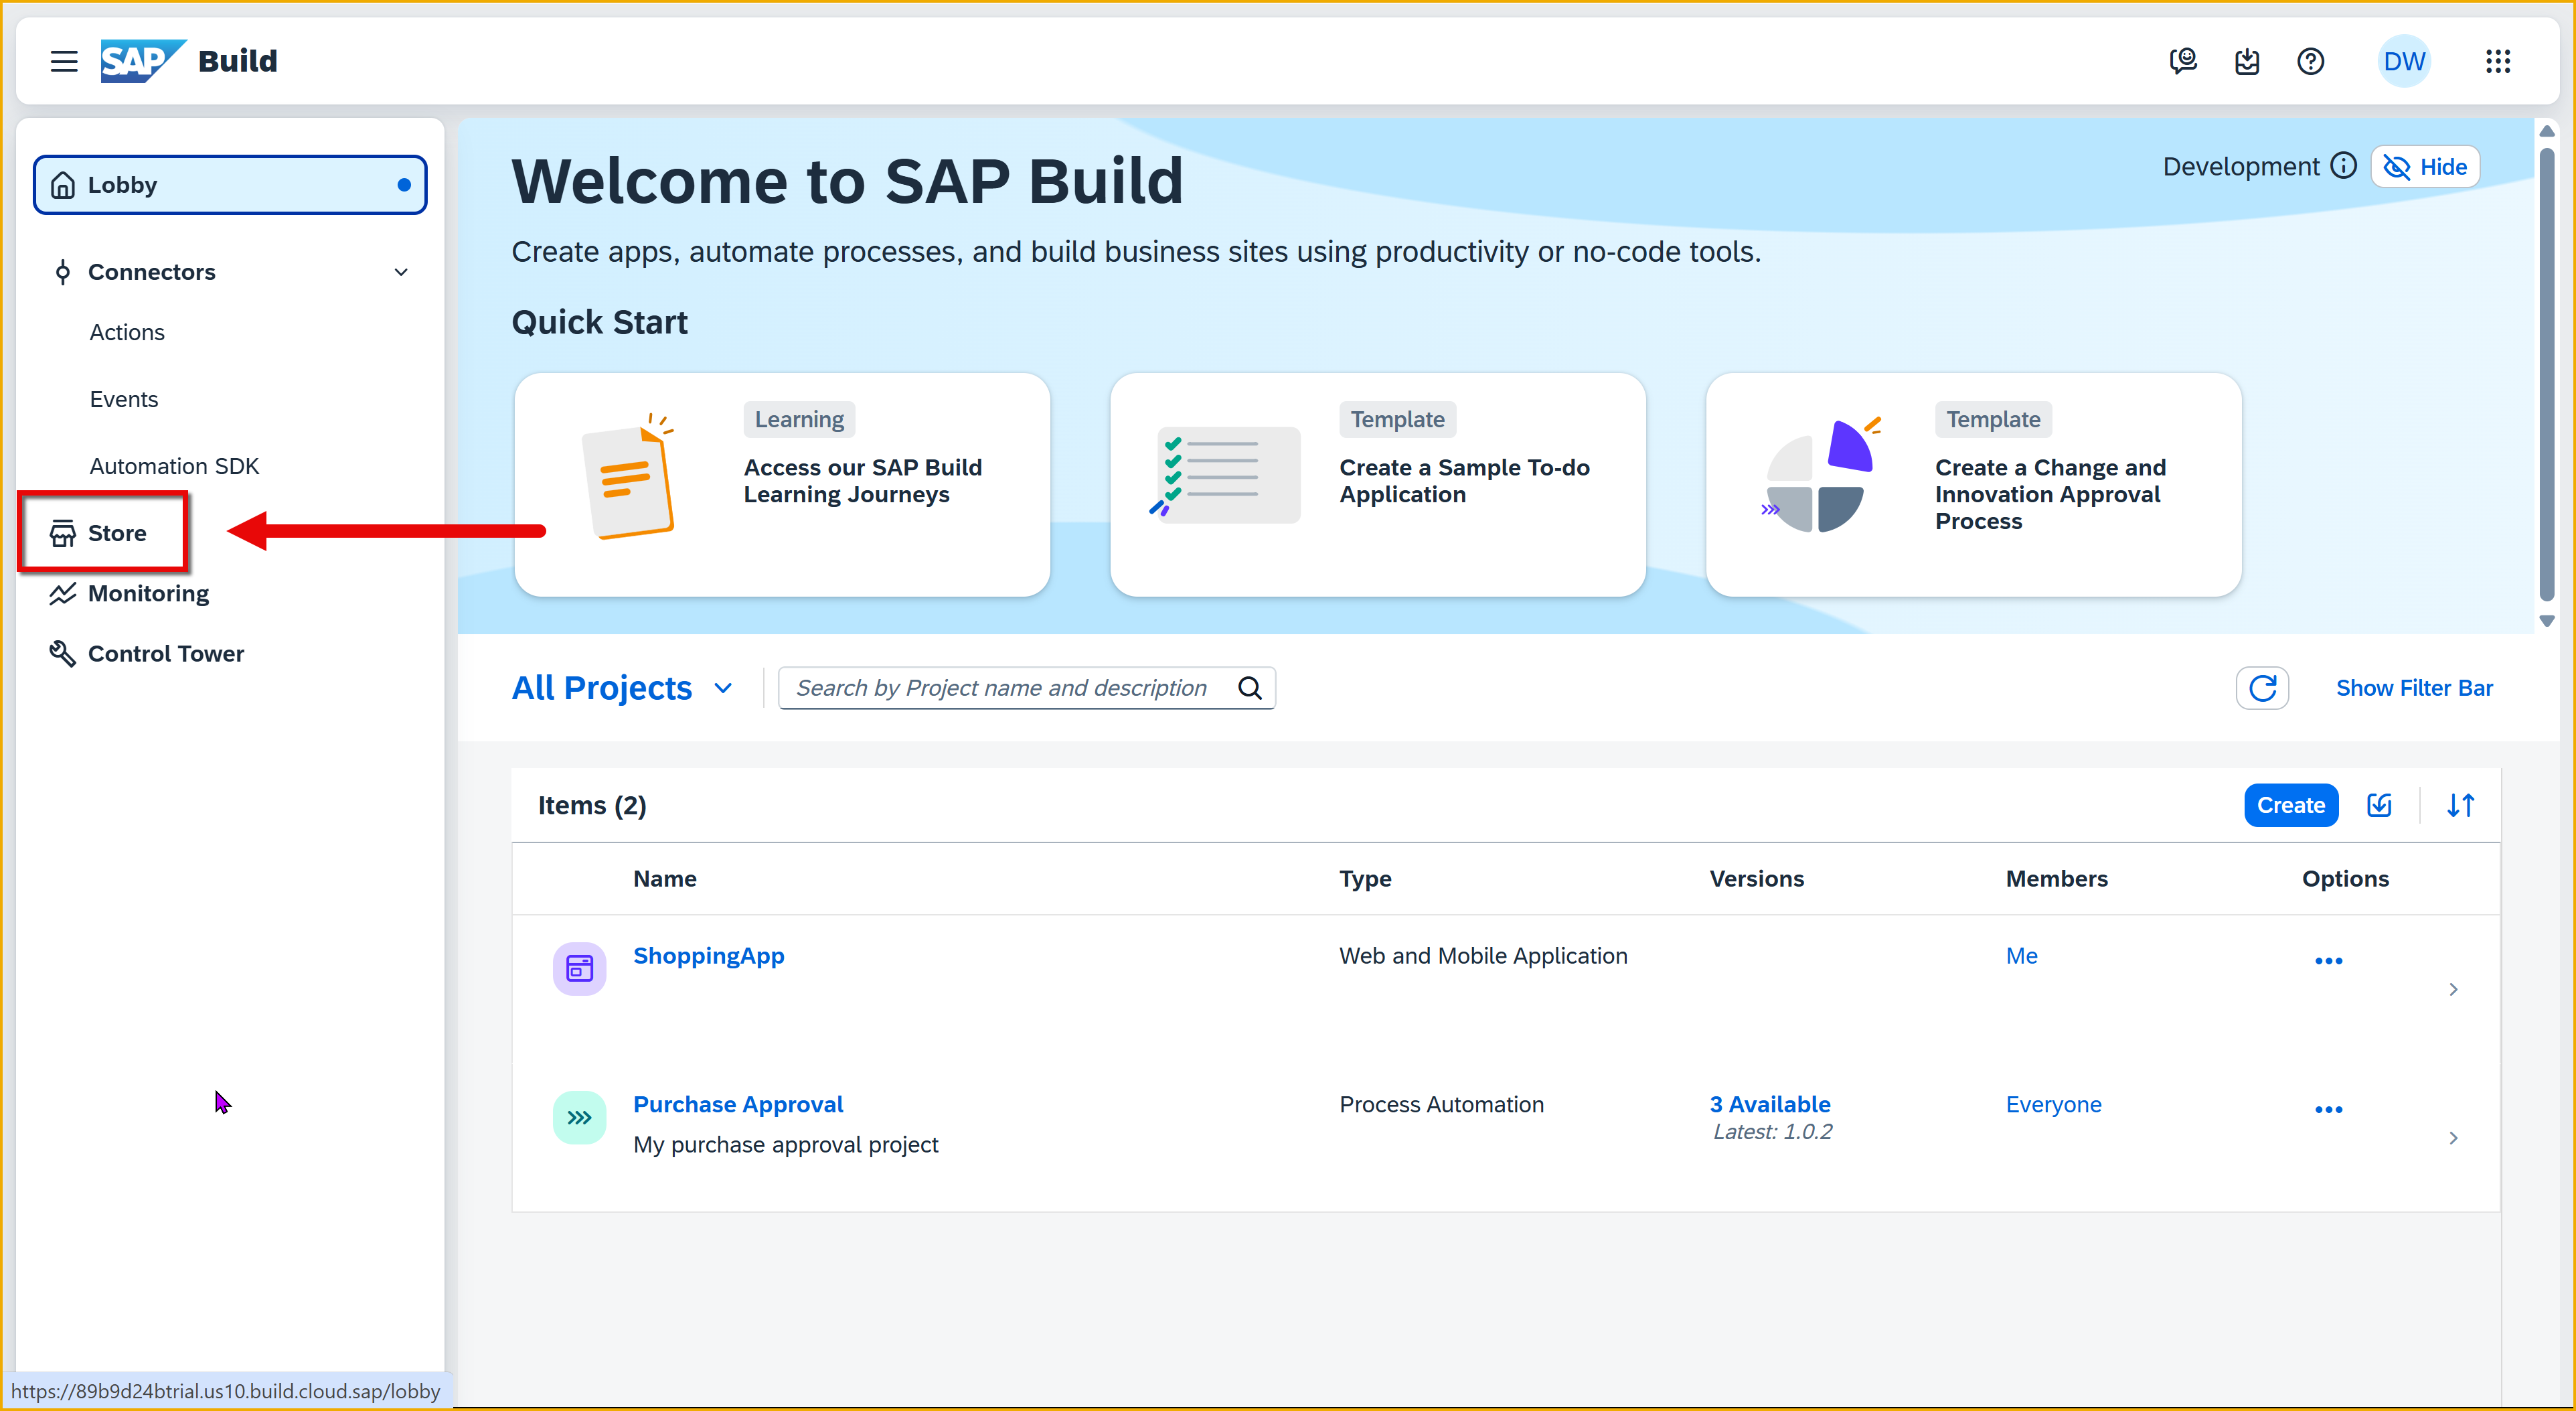 SAP Build
DW
Lobby
Connectors
Actions
Events
Automation SDK
Store
Monitoring
Control Tower
Welcome to SAP Build
Development
Hide
Create apps, automate processes, and build business sites using productivity or no-code tools.
Quick Start
Learning
Access our SAP Build
Learning Journeys
Template
Create a Sample To-do
Application
Template
Create a Change and
Innovation Approval
Process
All Projects
Search by Project name and description
Show Filter Bar
Items (2)
Create
Name Type Versions Members Options
ShoppingApp Web and Mobile Application Me
Purchase Approval Process Automation 3 Available Everyone
Latest: 1.0.2
My purchase approval project
https://89b9d24btrial.us10.build.cloud.sap/lobby